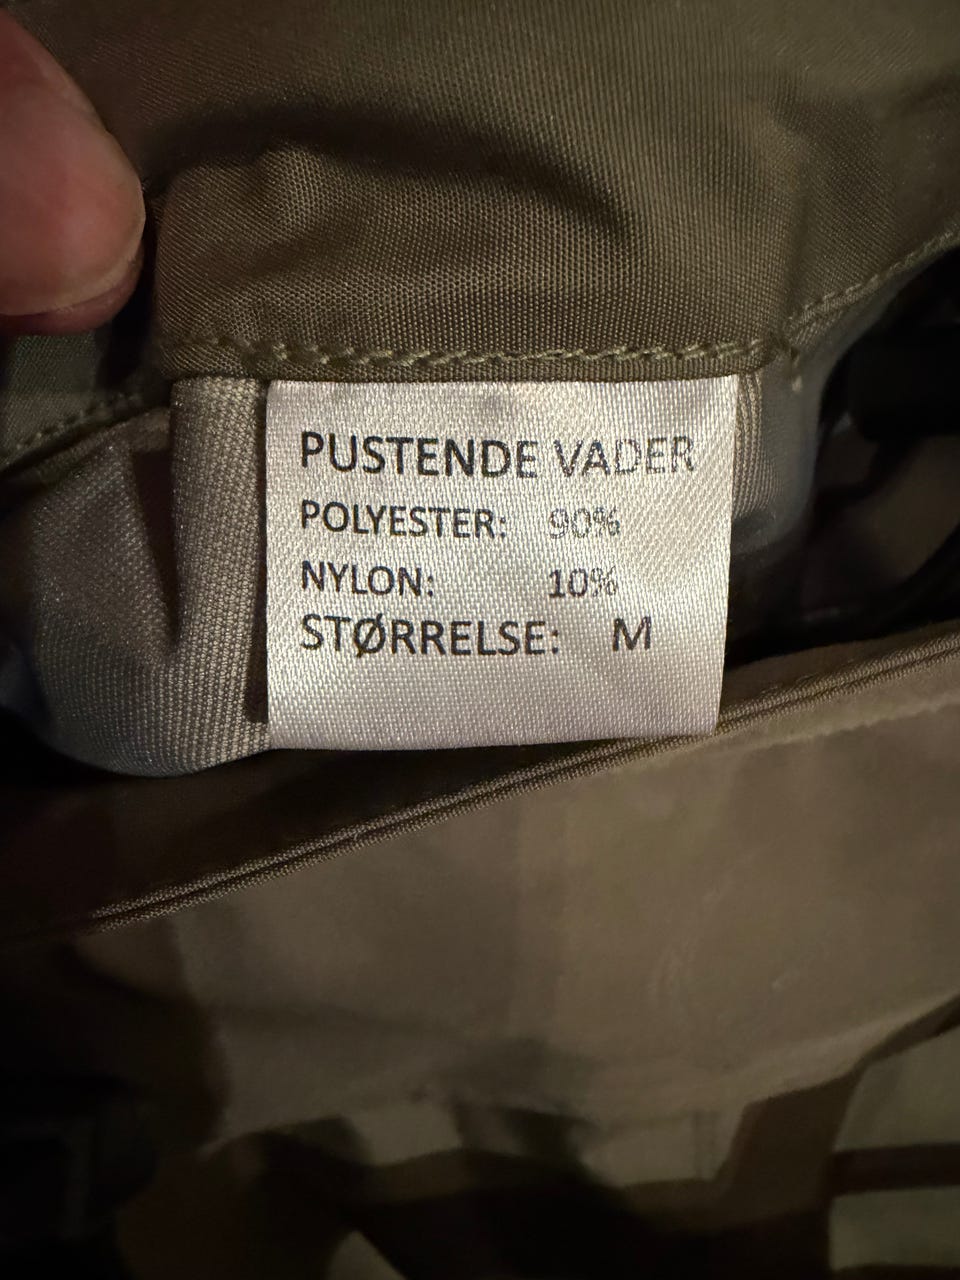 PUSTENDE VADER
POLYESTER: 90%
NYLON: 10%
STØRRELSE: M